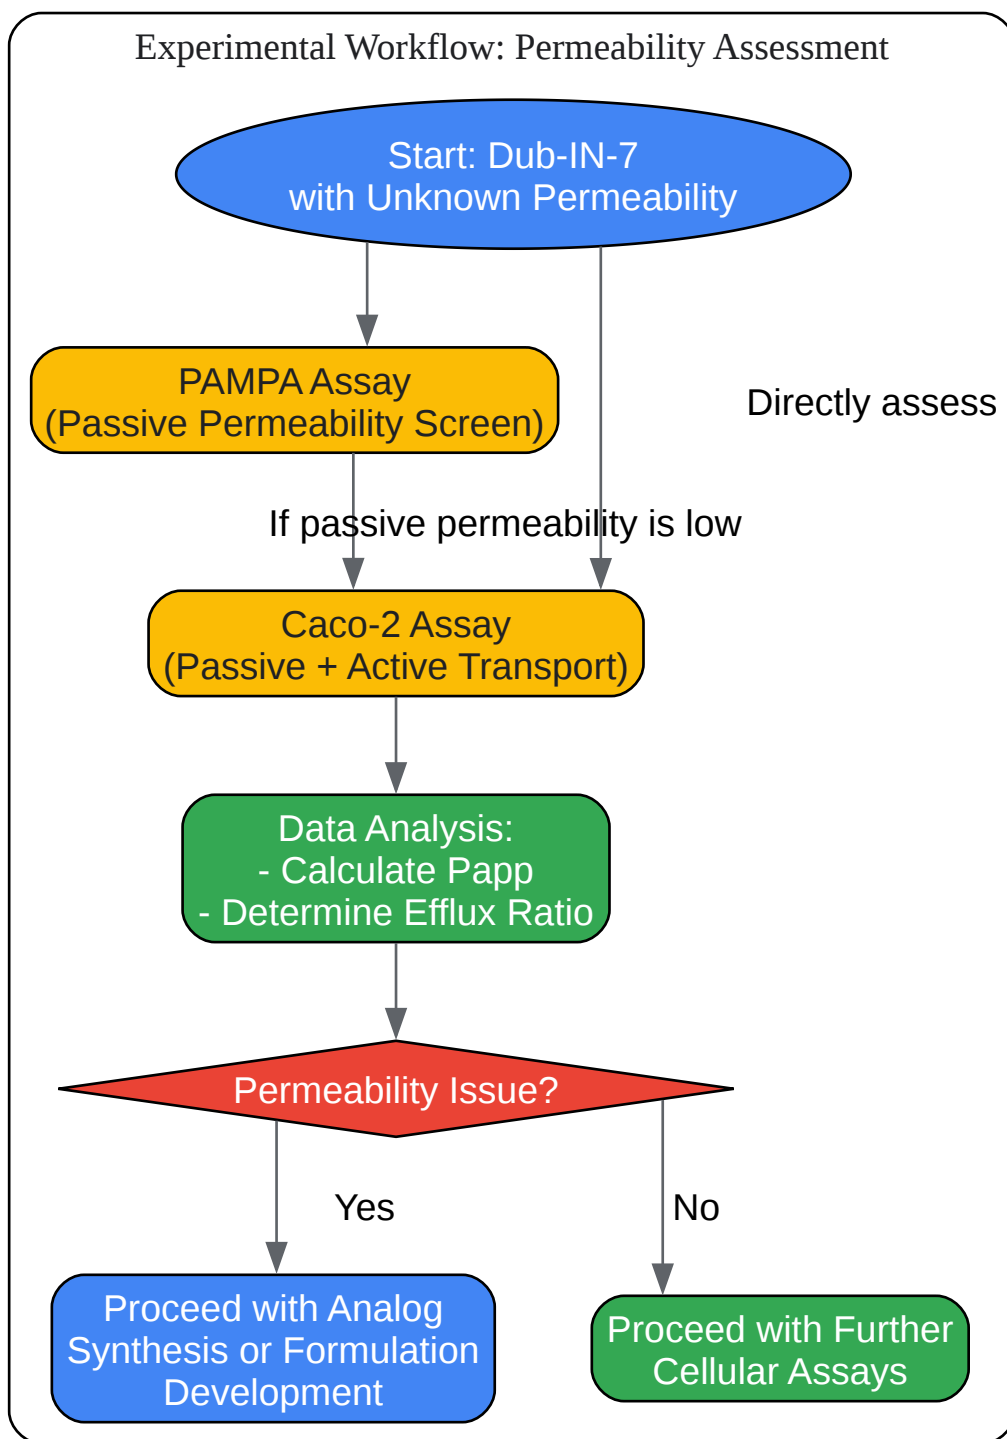 Experimental Workflow: Permeability Assessment
Start: Dub-IN-7
with Unknown Permeability
PAMPA Assay
(Passive Permeability Screen)
Directly assess
If passive permeability is low
Caco-2 Assay
(Passive + Active Transport)
Data Analysis:
- Calculate Papp
- Determine Efflux Ratio
Permeability Issue?
Yes
No
Proceed with Analog
Synthesis or Formulation
Development
Proceed with Further
Cellular Assays